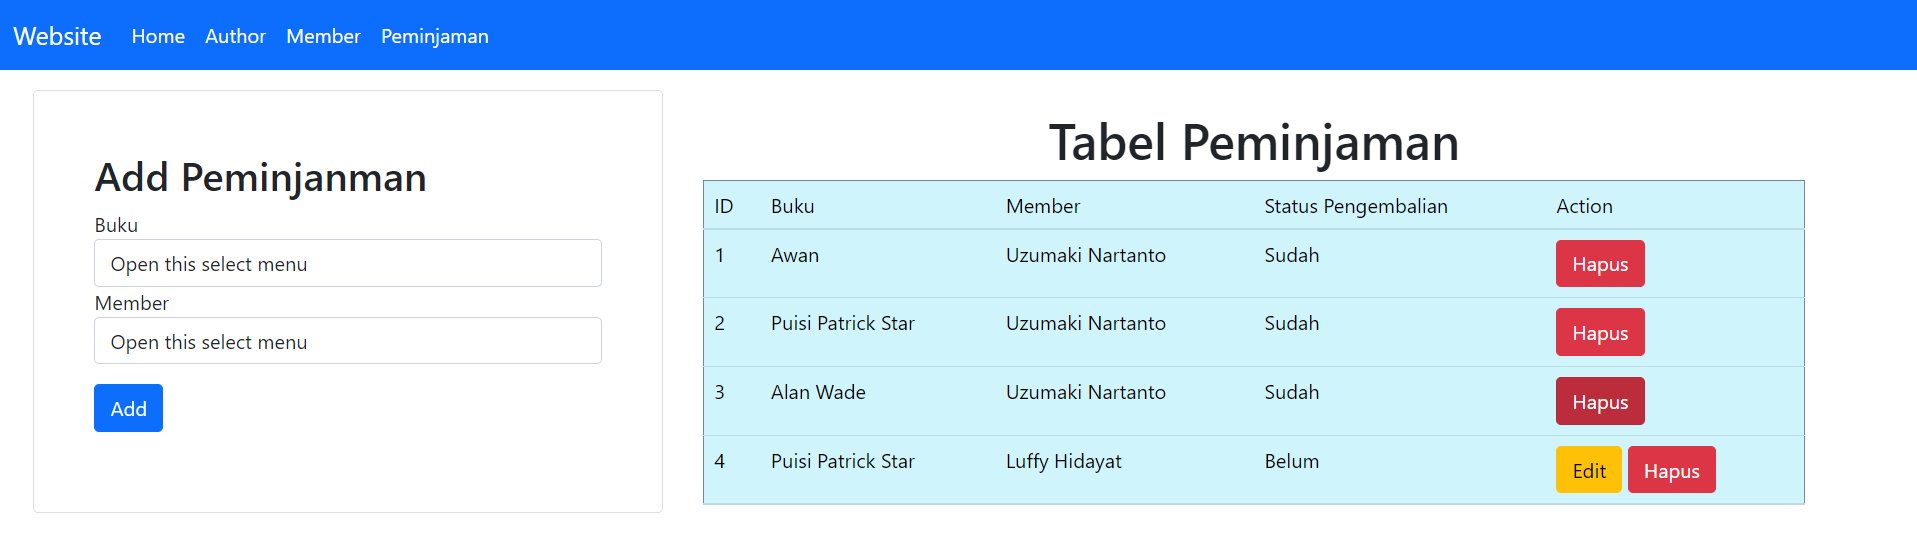 Website Home Author Member Peminjaman
Add Peminjanman
Buku
Open this select menu
Member
Open this select menu
Add
Tabel Peminjaman
ID Buku Member Status Pengembalian Action
1 Awan Uzumaki Nartanto Sudah Hapus
2 Puisi Patrick Star Uzumaki Nartanto Sudah Hapus
3 Alan Wade Uzumaki Nartanto Sudah Hapus
4 Puisi Patrick Star Luffy Hidayat Belum Edit Hapus